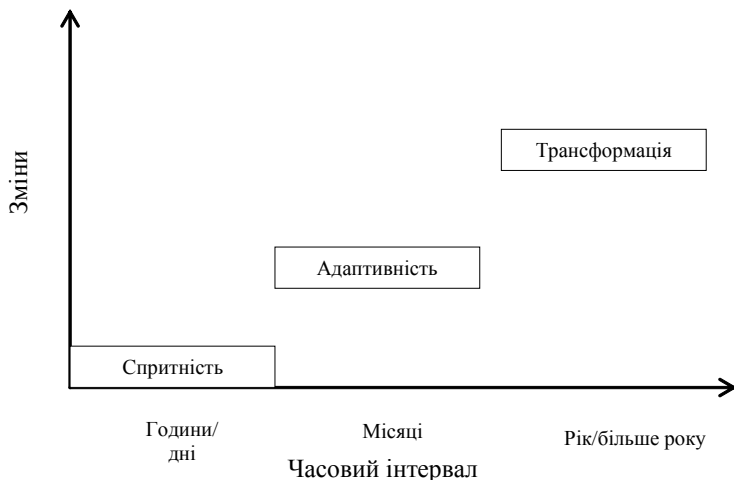 Зміни
Трансформація
Адаптивність
Спритність
Години/
дні
Місяці
Рік/більше року
Часовий інтервал